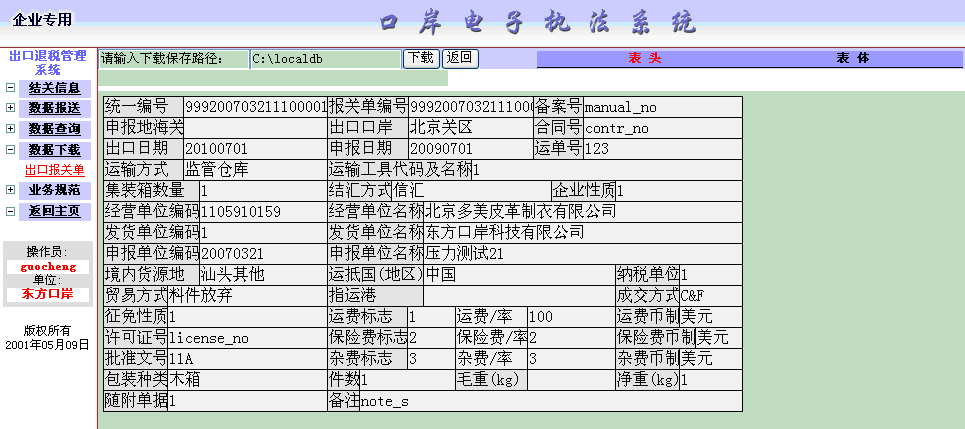 企业专用
口岸电子执法系统
出口退税管理
系统
结关信息
数据报送
数据查询
数据下载
出口报关单
业务规范
返回主页
操作员:
guocheng
单位:
东方口岸
版权所有
2001年05月09日
请输入下载保存路径: C:\localdb 下载 返回 表 头 表 体
统一编号 999200703211100001 报关单编号 9992007032111000 备案号 manual_no
申报地海关 出口口岸 北京关区 合同号 contr_no
出口日期 20100701 申报日期 20090701 运单号 123
运输方式 监管仓库 运输工具代码及名称 1
集装箱数量 1 结汇方式 信汇 企业性质 1
经营单位编码 1105910159 经营单位名称 北京多美皮革制衣有限公司
发货单位编码 1 发货单位名称 东方口岸科技有限公司
申报单位编码 20070321 申报单位名称 压力测试21
境内货源地 汕头其他 运抵国(地区) 中国 纳税单位 1
贸易方式 料件放弃 指运港 成交方式 C&F
征免性质 1 运费标志 1 运费/率 100 运费币制 美元
许可证号 license_no 保险费标志 2 保险费/率 2 保险费币制 美元
批准文号 11A 杂费标志 3 杂费/率 3 杂费币制 美元
包装种类 木箱 件数 1 毛重(kg) 净重(kg) 1
随附单据 1 备注 note_s